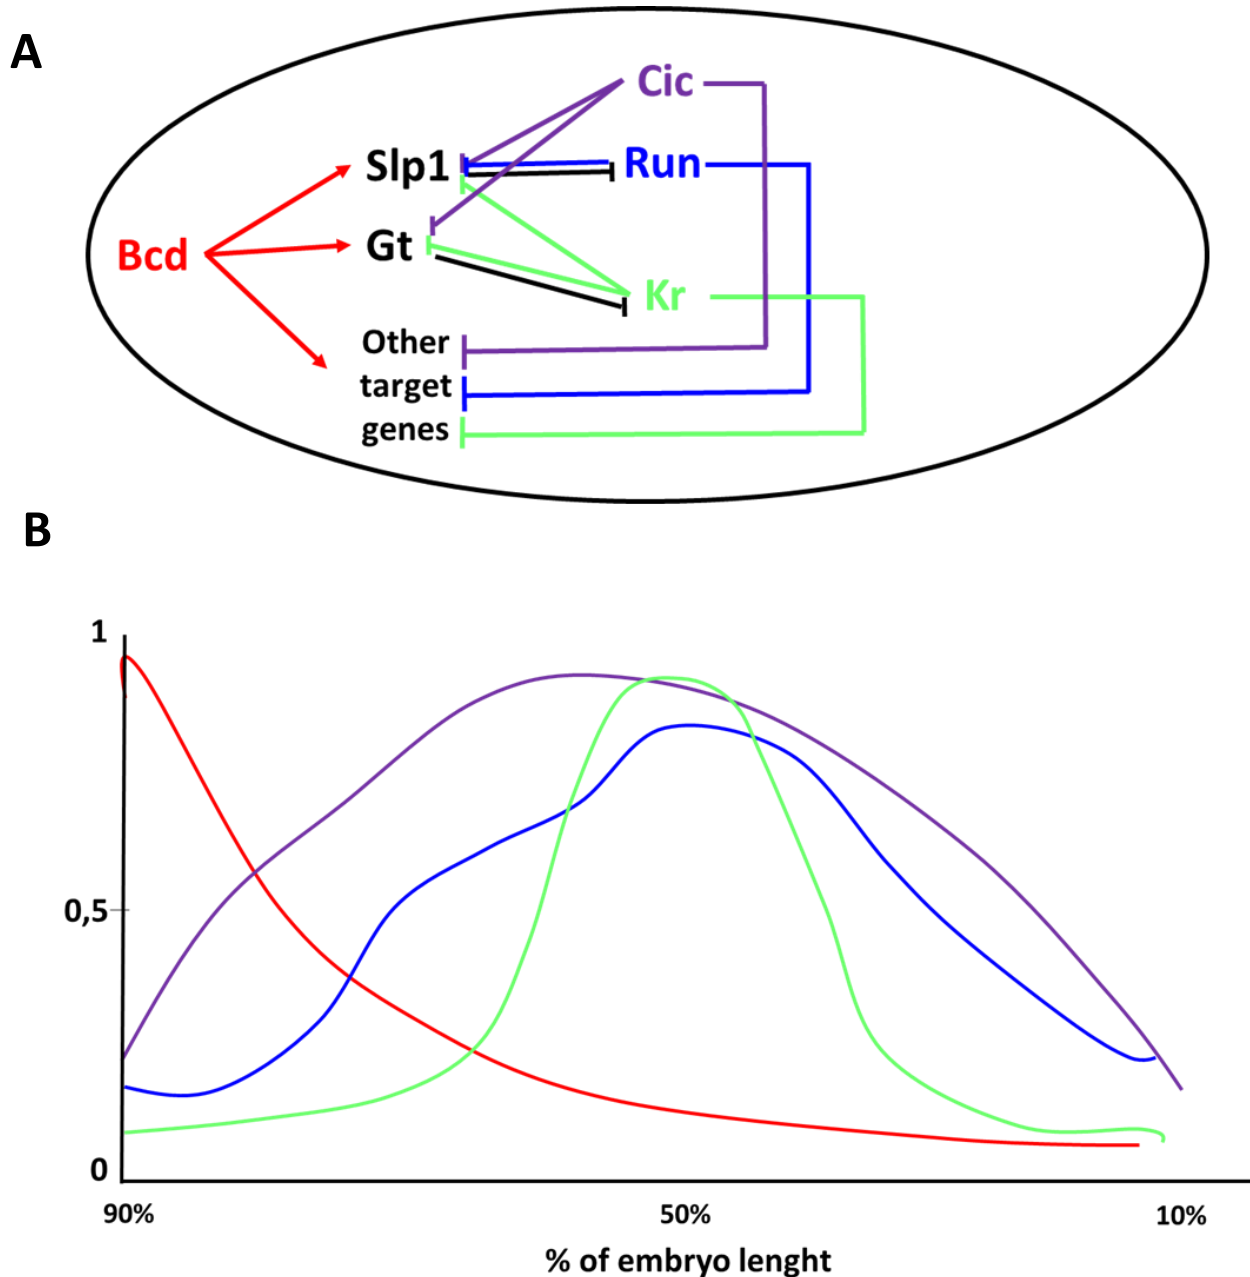 A
Cic
Slp1
Run
Bcd
Gt
Kr
Other
target
genes
B
1
0,5
0
90%
50%
10%
% of embryo lenght